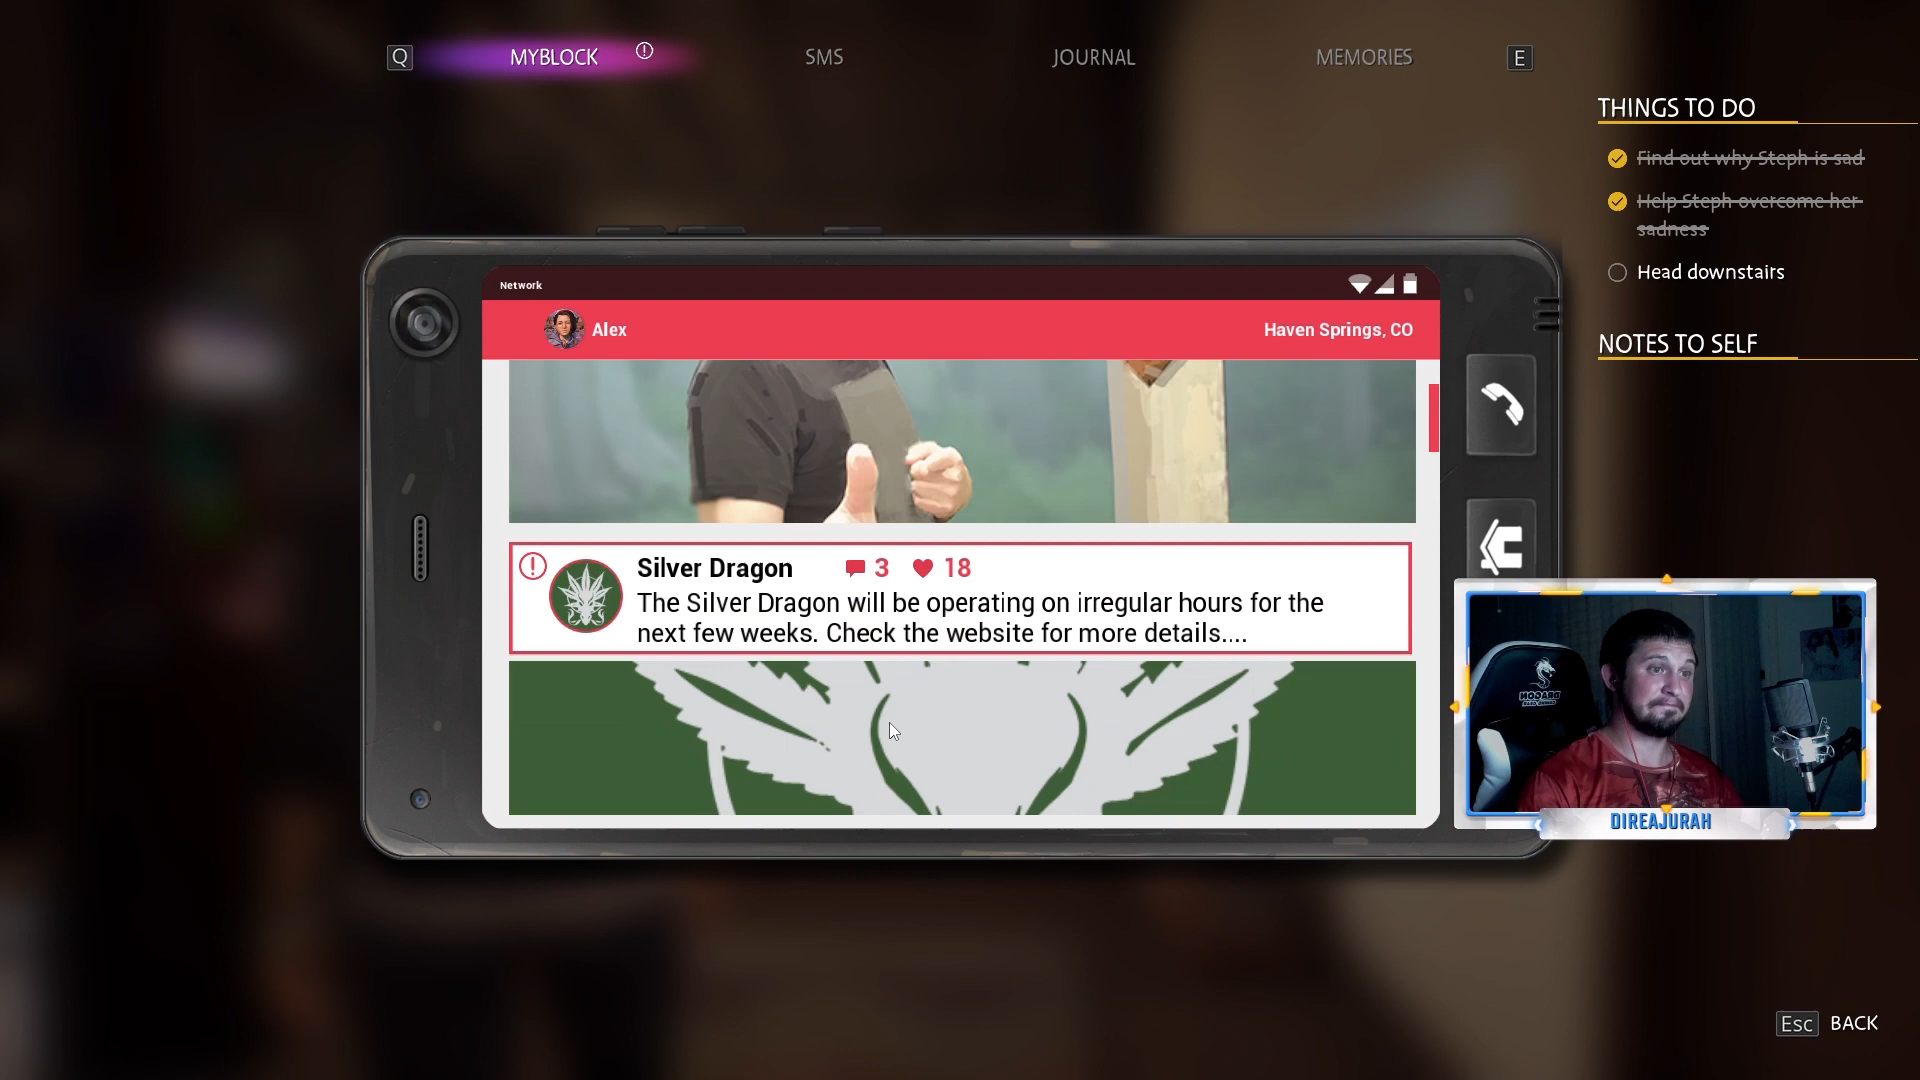 Q MYBLOCK SMS JOURNAL MEMORIES E
THINGS TO DO
Find out why Steph is sad
Help Steph overcome her
sadness
Head downstairs
NOTES TO SELF
Network
Alex Haven Springs, CO
Silver Dragon 3 18
The Silver Dragon will be operating on irregular hours for the
next few weeks. Check the website for more details....
DIREAJURAH
Esc BACK